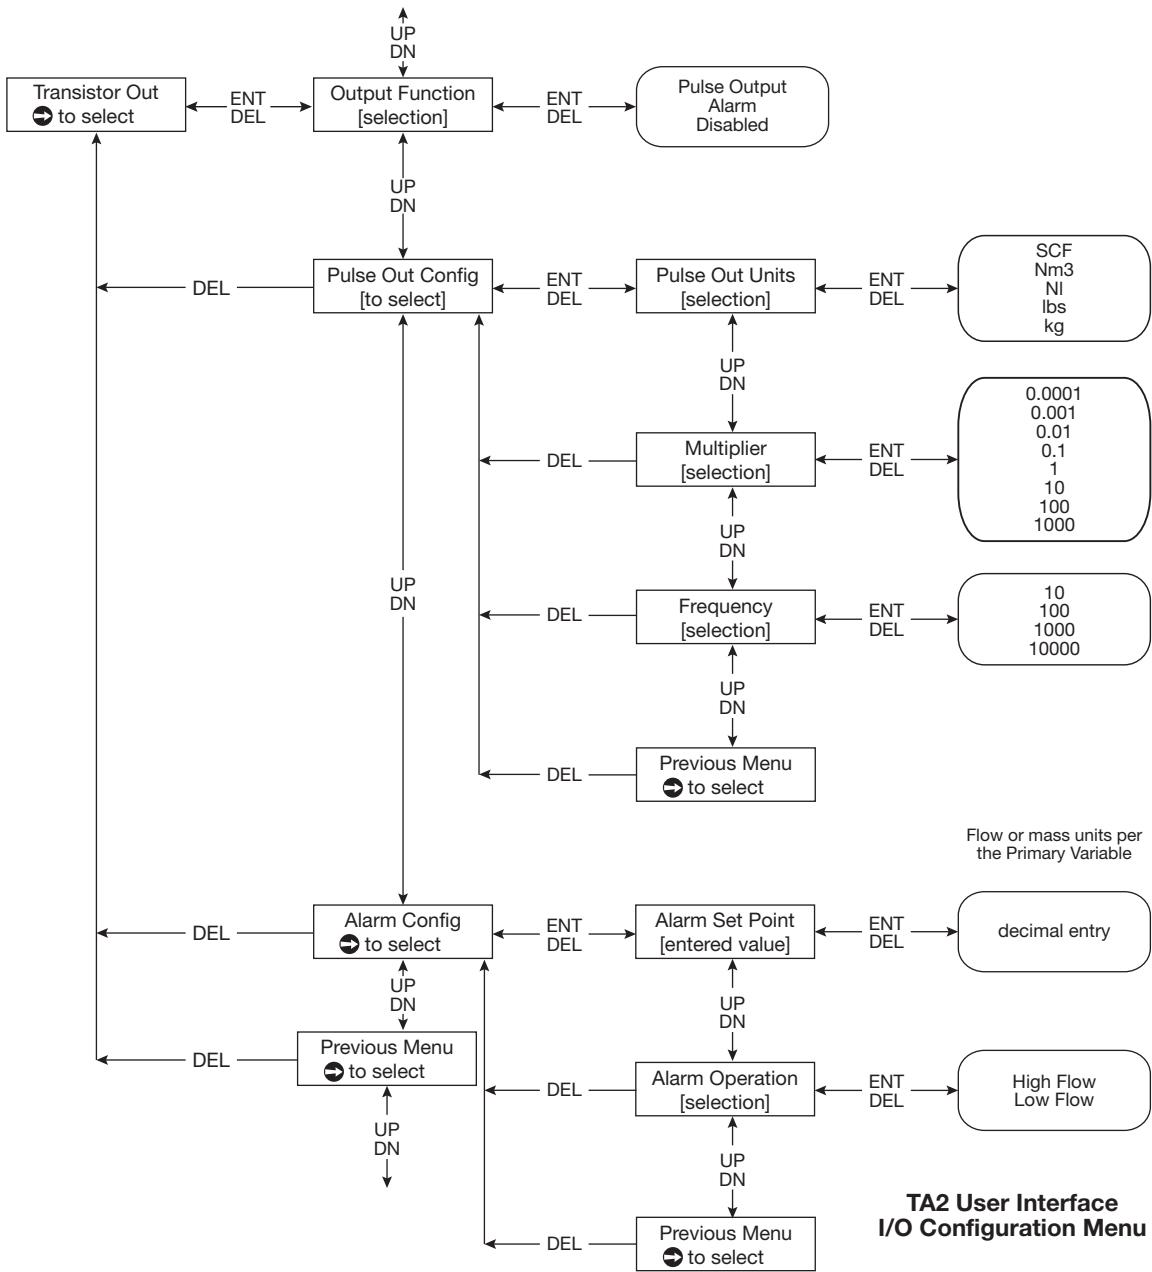 UP
DN
Transistor Out
to select
ENT
DEL
Output Function
[selection]
ENT
DEL
Pulse Output
Alarm
Disabled
UP
DN
DEL
Pulse Out Config
[to select]
ENT
DEL
Pulse Out Units
[selection]
ENT
DEL
SCF
Nm3
Nl
lbs
kg
UP
DN
DEL
Multiplier
[selection]
ENT
DEL
0.0001
0.001
0.01
0.1
1
10
100
1000
UP
DN
UP
DN
DEL
Frequency
[selection]
ENT
DEL
10
100
1000
10000
UP
DN
DEL
Previous Menu
to select
Flow or mass units per
the Primary Variable
DEL
Alarm Config
to select
ENT
DEL
Alarm Set Point
[entered value]
ENT
DEL
decimal entry
UP
DN
UP
DN
DEL
Previous Menu
to select
DEL
Alarm Operation
[selection]
ENT
DEL
High Flow
Low Flow
UP
DN
UP
DN
DEL
Previous Menu
to select
TA2 User Interface
I/O Configuration Menu